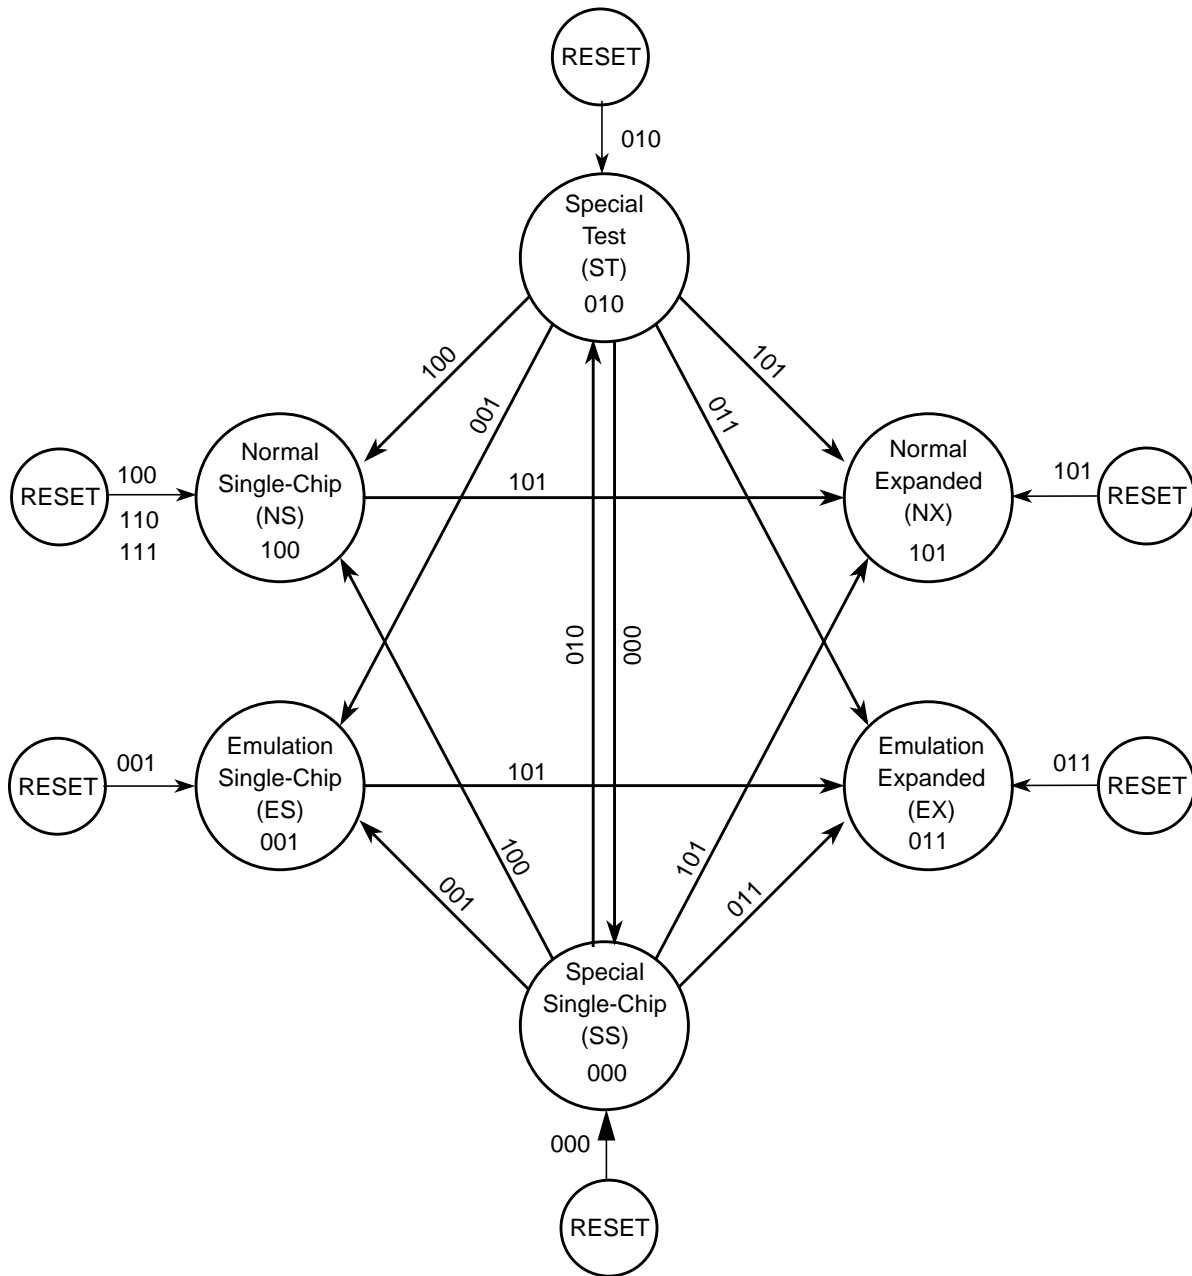 RESET
010
Special
Test
(ST)
010
100
001
101
011
Normal
Single-Chip
(NS)
100
RESET
100
110
111
101
Normal
Expanded
(NX)
101
101
RESET
010
000
Emulation
Single-Chip
(ES)
001
RESET
001
101
Emulation
Expanded
(EX)
011
011
RESET
001
100
101
011
Special
Single-Chip
(SS)
000
000
RESET